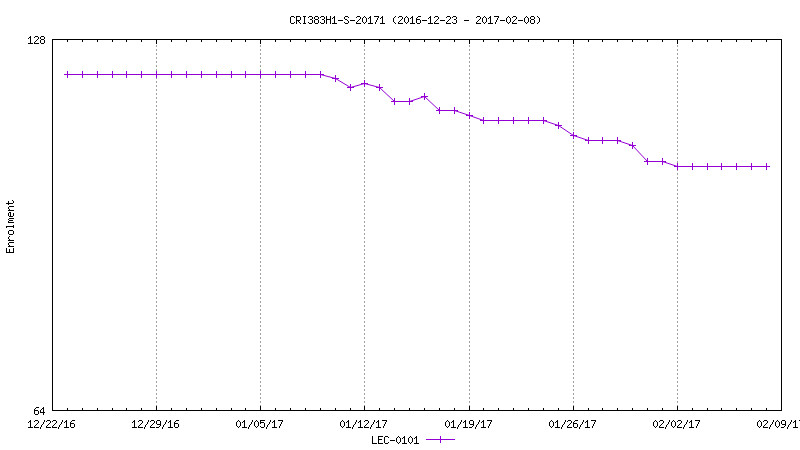 CRI383H1-S-20171 (2016-12-23 - 2017-02-08)
128
Enrolment
64
12/22/16 12/29/16 01/05/17 01/12/17 01/19/17 01/26/17 02/02/17 02/09/17
LEC-0101